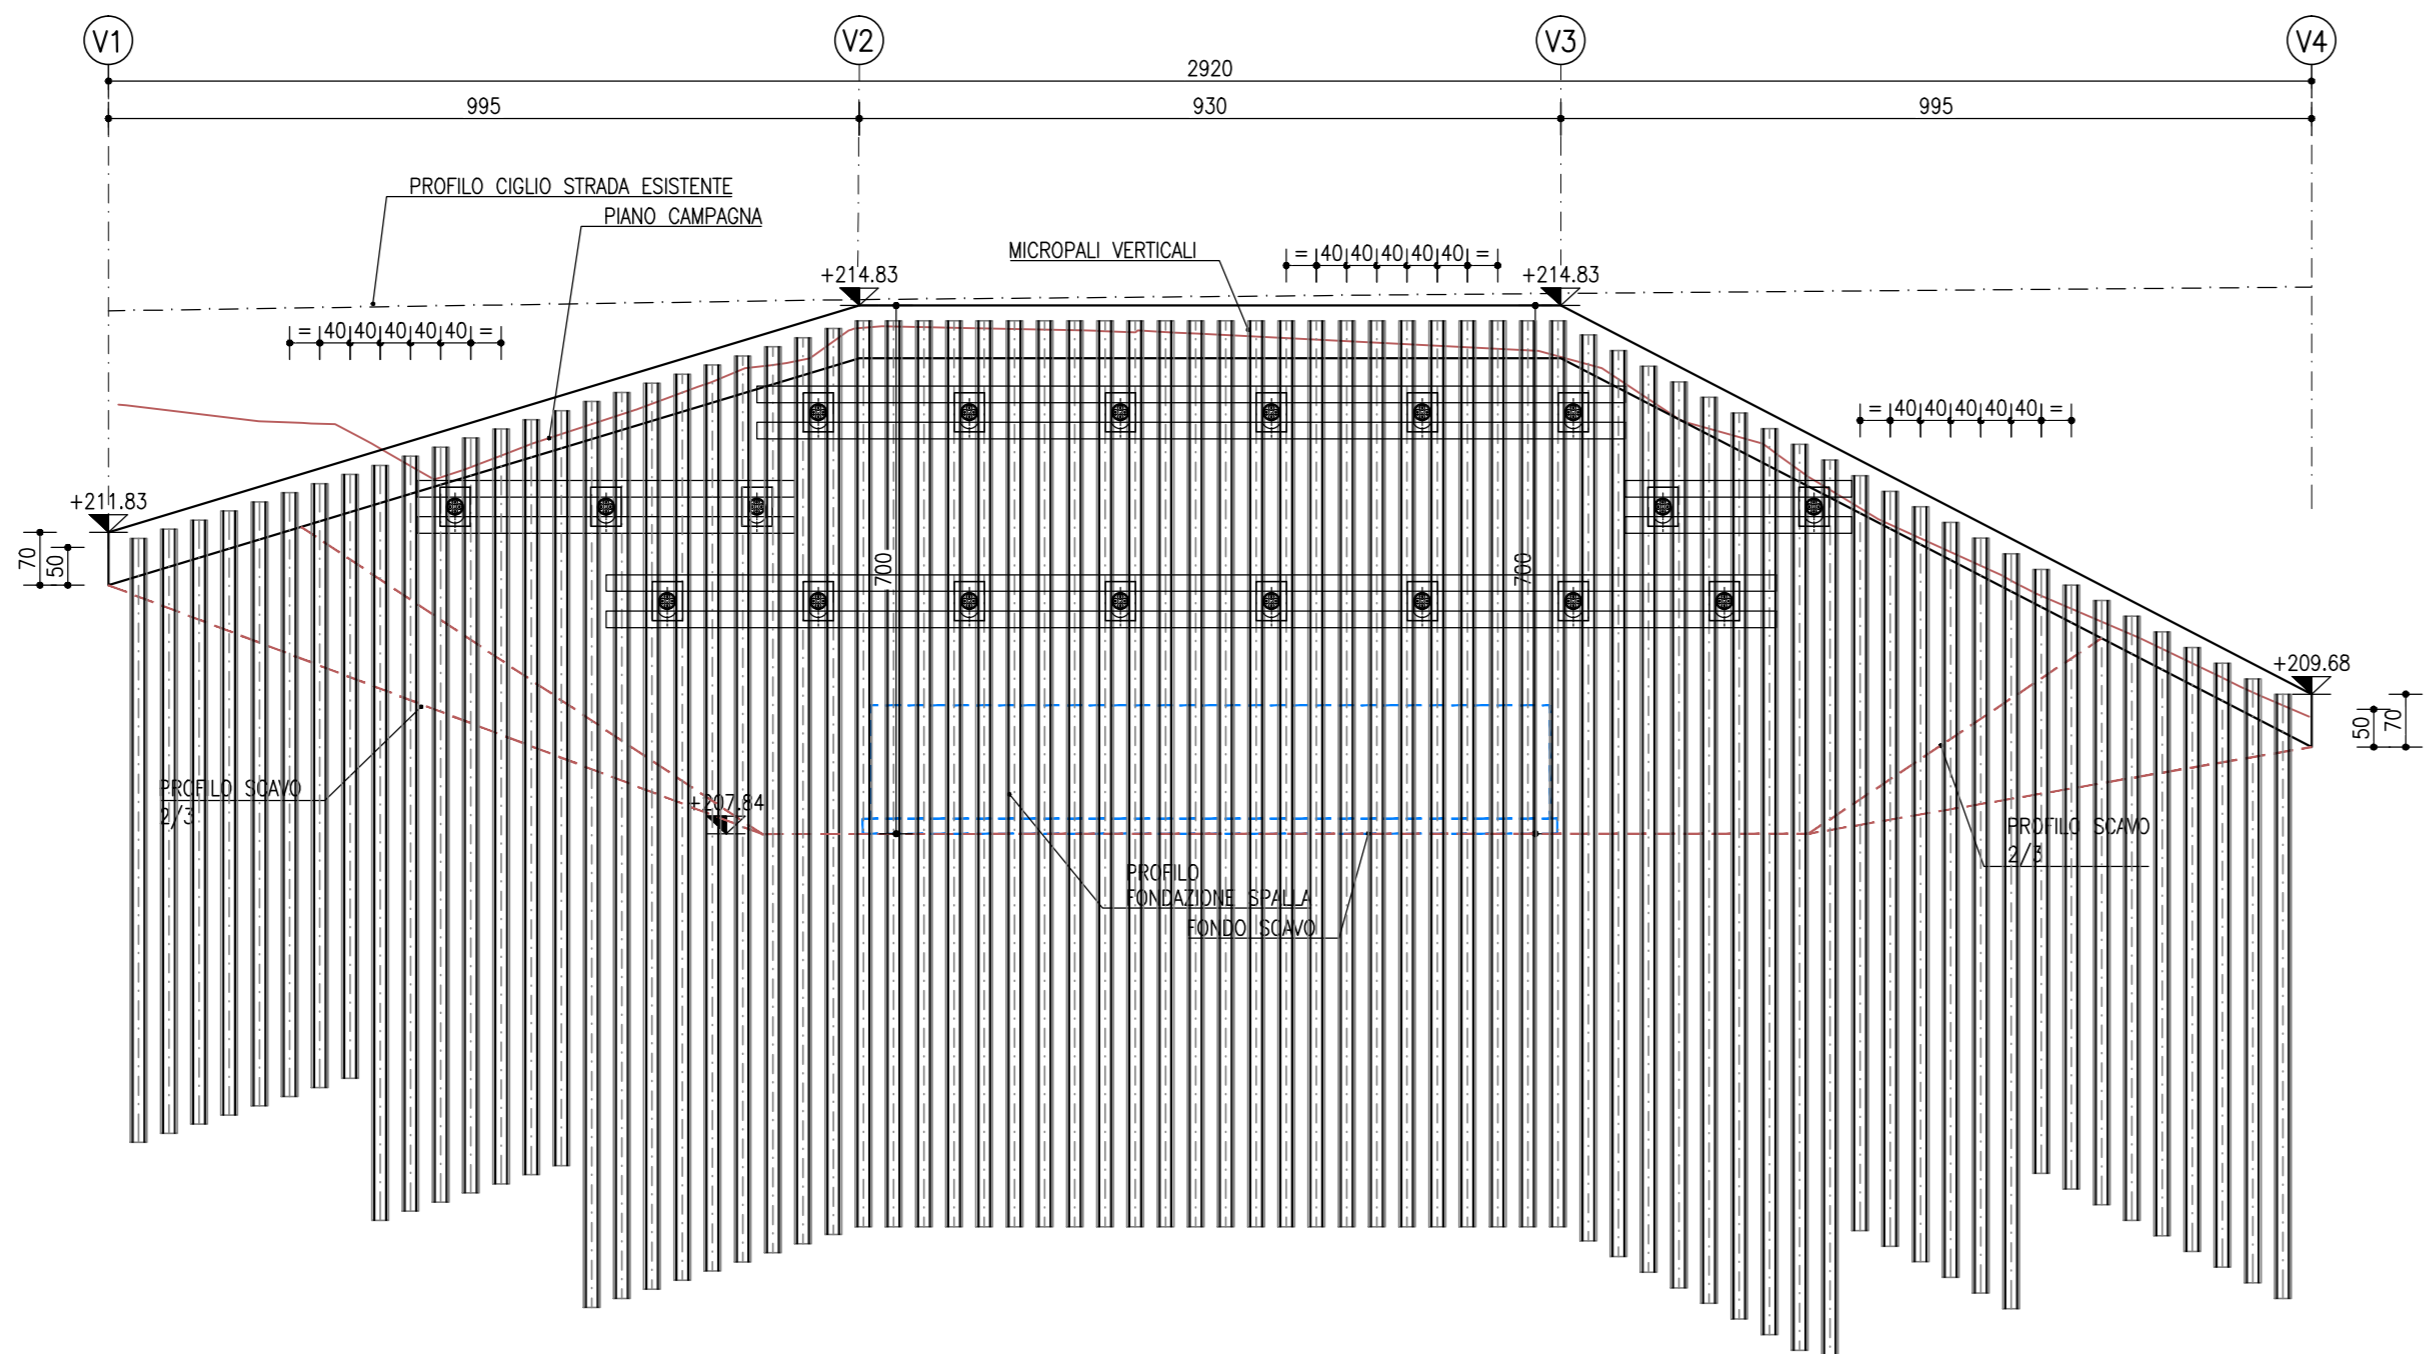 V1
V2
V3
V4
2920
995
930
995
PROFILO CIGLIO STRADA ESISTENTE
PIANO CAMPAGNA
MICROPALI VERTICALI
= 40 40 40 40 40 =
+214.83
+214.83
= 40 40 40 40 40 =
= 40 40 40 40 40 =
+211.83
70
50
700
700
+209.68
50
70
PROFILO SCAVO
2/3
+207.84
PROFILO SCAVO
2/3
PROFILO
FONDAZIONE SPALLA
FONDO SCAVO